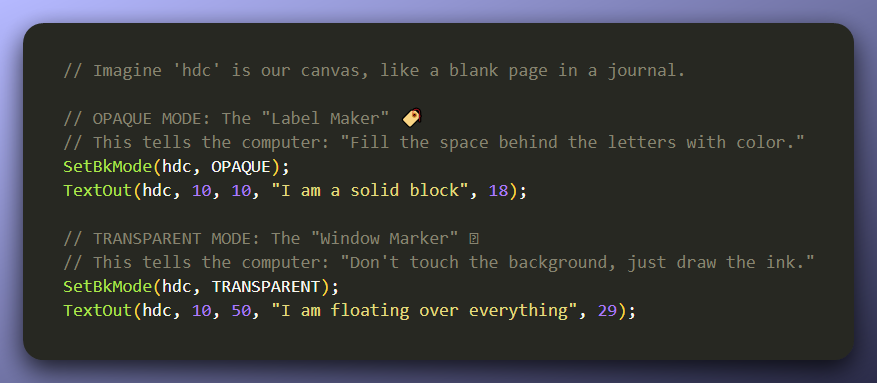 // Imagine 'hdc' is our canvas, like a blank page in a journal.
// OPAQUE MODE: The "Label Maker" 🏷️
// This tells the computer: "Fill the space behind the letters with color."
SetBkMode(hdc, OPAQUE);
TextOut(hdc, 10, 10, "I am a solid block", 18);
// TRANSPARENT MODE: The "Window Marker"
// This tells the computer: "Don't touch the background, just draw the ink."
SetBkMode(hdc, TRANSPARENT);
TextOut(hdc, 10, 50, "I am floating over everything", 29);